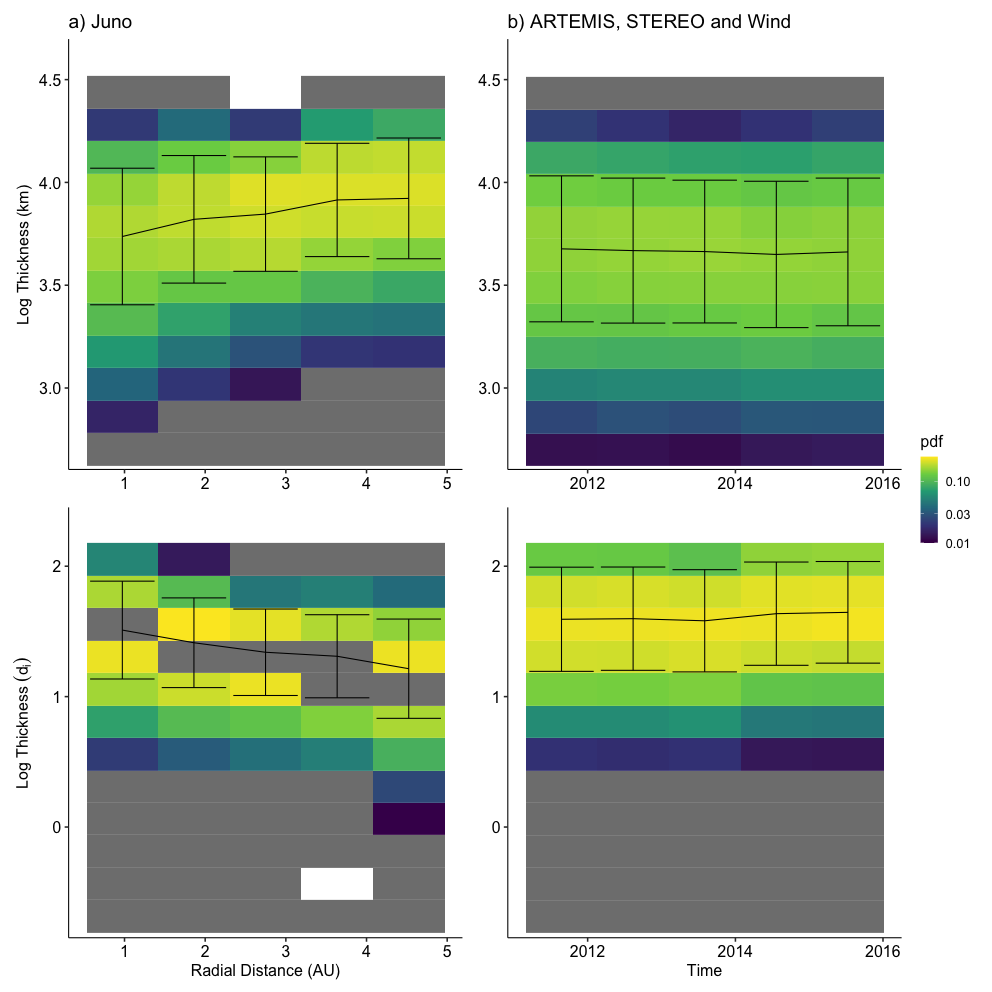 a) Juno
b) ARTEMIS, STEREO and Wind
Log Thickness (km)
4.5
4.0
3.5
3.0
1 2 3 4 5
4.5
4.0
3.5
3.0
2012 2014 2016
pdf
0.10
0.03
0.01
Log Thickness (dᵢ)
2
1
0
1 2 3 4 5
Radial Distance (AU)
2
1
0
2012 2014 2016
Time